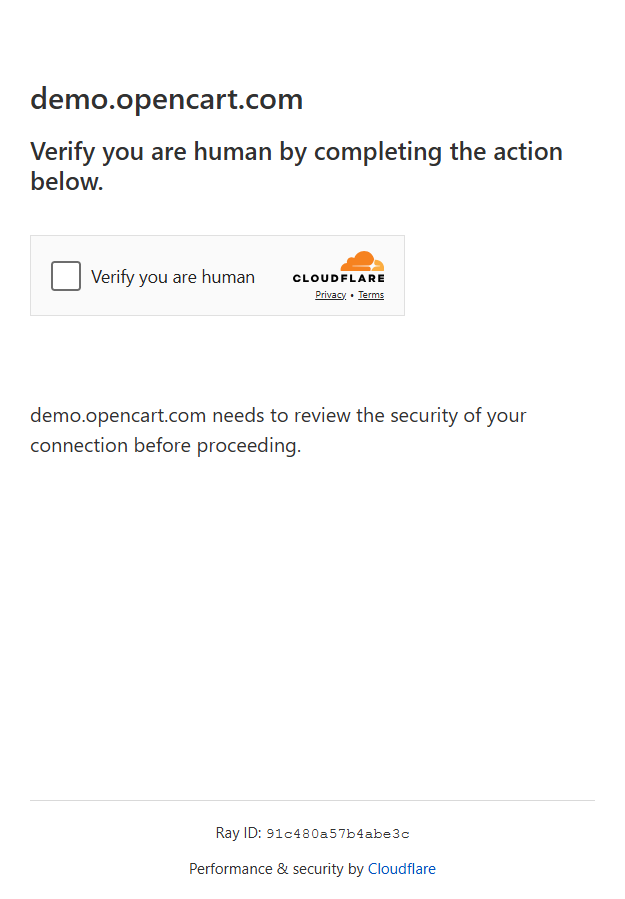 demo.opencart.com
Verify you are human by completing the action
below.
Verify you are human
CLOUDFLARE
Privacy • Terms
demo.opencart.com needs to review the security of your
connection before proceeding.
Ray ID: 91c480a57b4abe3c
Performance & security by Cloudflare